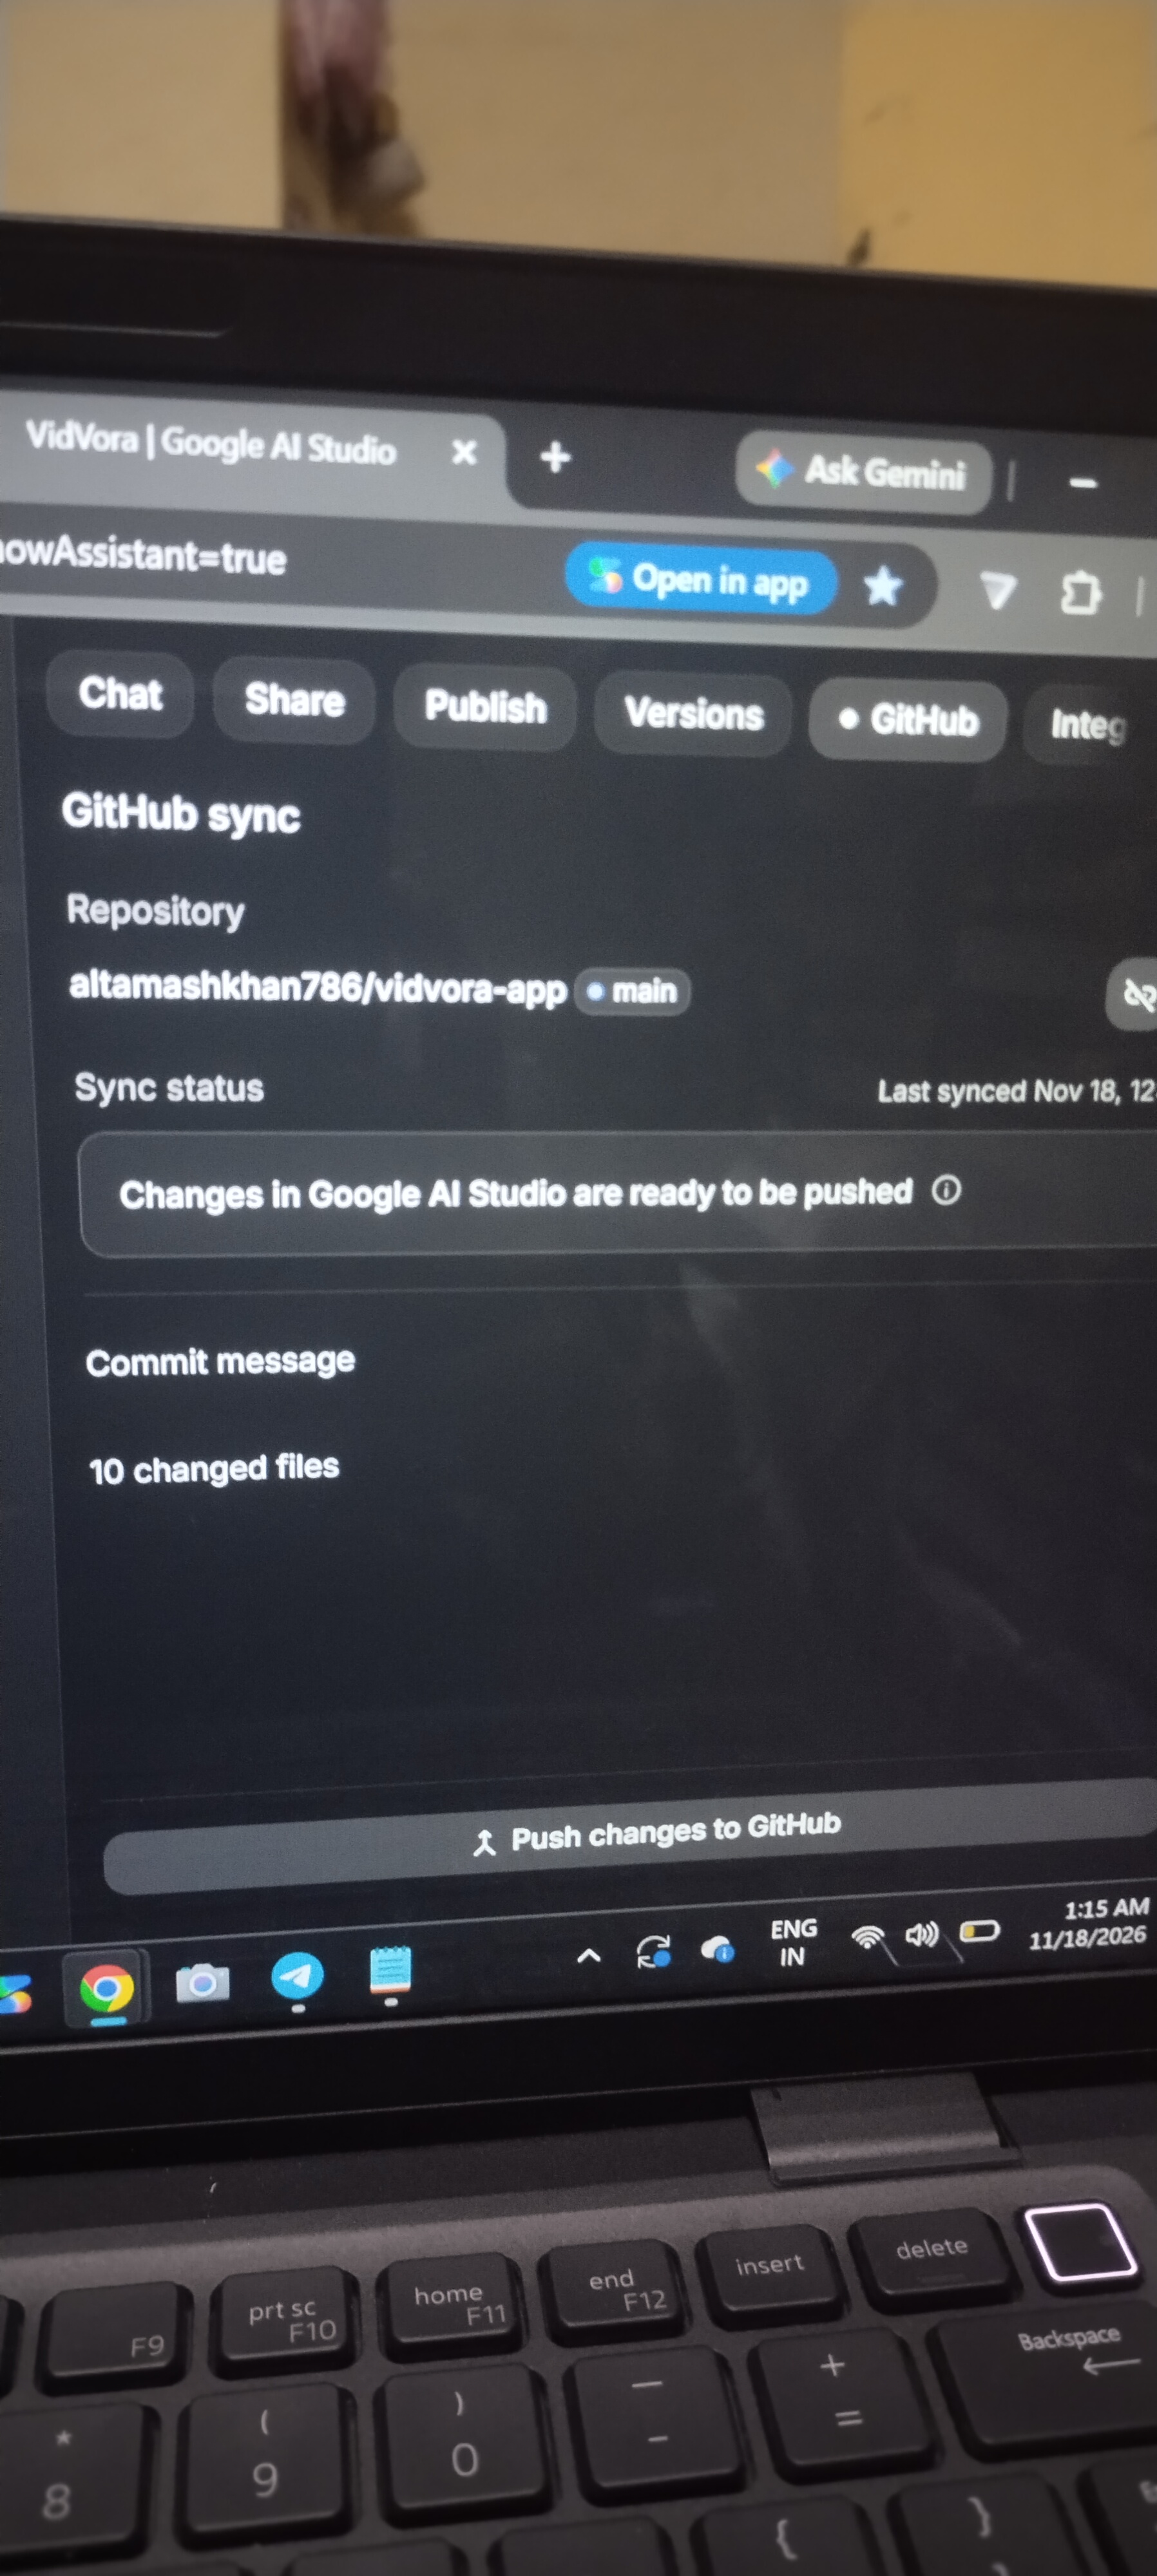 VidVora | Google AI Studio
Ask Gemini
howAssistant=true
Open in app
Chat
Share
Publish
Versions
GitHub
Integ
GitHub sync
Repository
altamashkhan786/vidvora-app
main
Sync status
Last synced Nov 18, 12
Changes in Google AI Studio are ready to be pushed
Commit message
10 changed files
Push changes to GitHub
ENG
IN
1:15 AM
11/18/2026
F9
prt sc
F10
home
F11
end
F12
insert
delete
*
8
(
9
)
0
—
-
+
=
Backspace
{
}